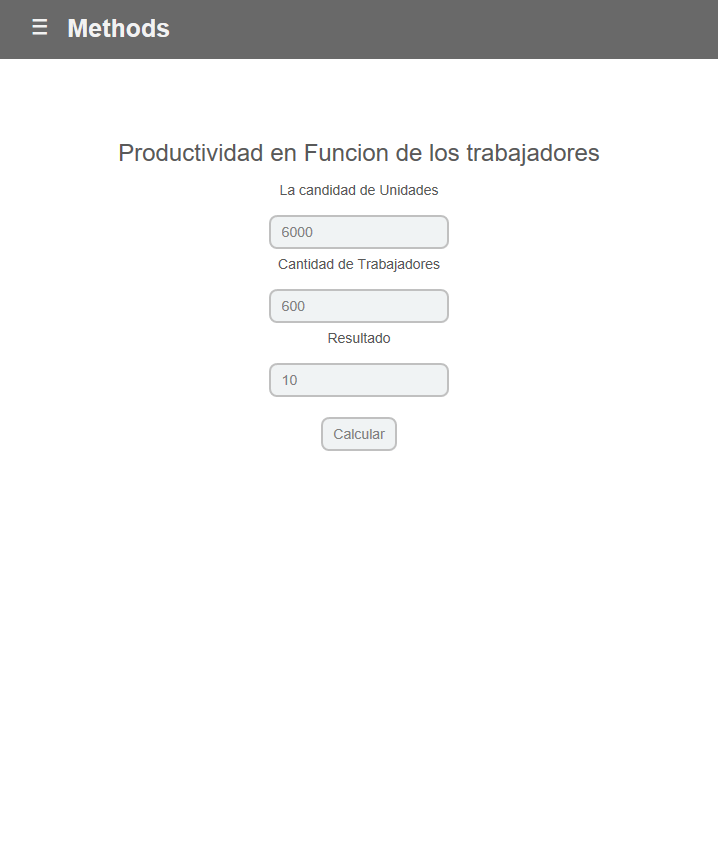 ☰ Methods
Productividad en Funcion de los trabajadores
La candidad de Unidades
6000
Cantidad de Trabajadores
600
Resultado
10
Calcular